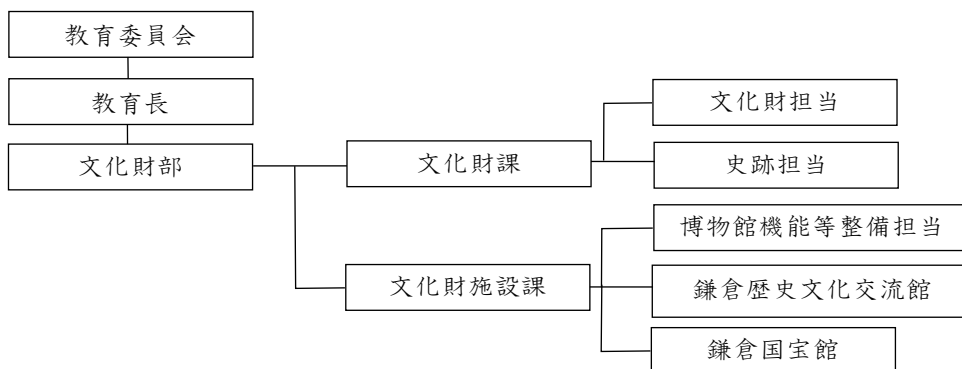 教育委員会
教育長
文化財部
文化財課
文化財担当
史跡担当
文化財施設課
博物館機能等整備担当
鎌倉歴史文化交流館
鎌倉国宝館